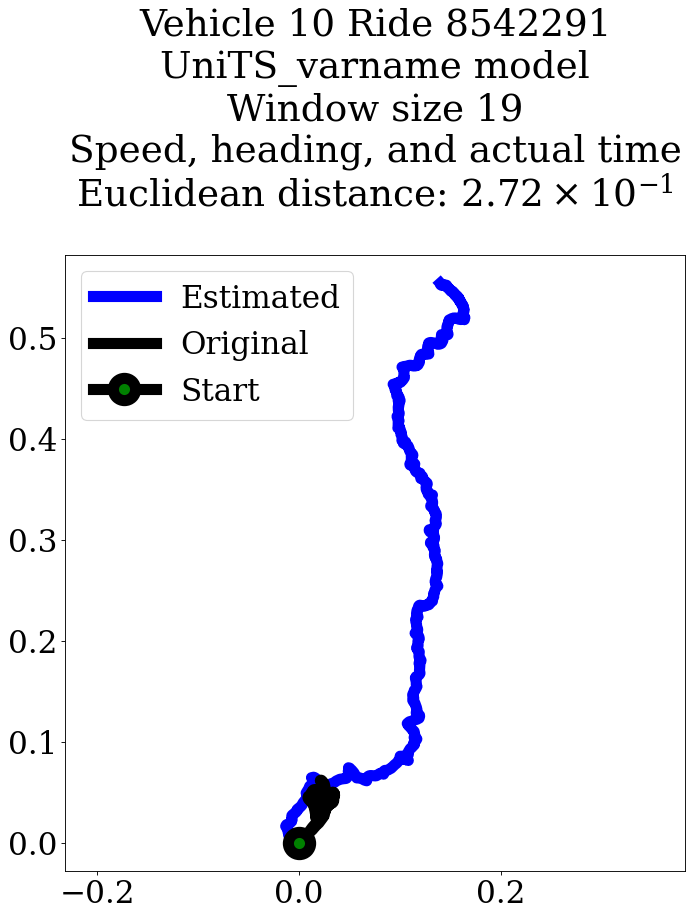 Vehicle 10 Ride 8542291
UniTS_varname model
Window size 19
Speed, heading, and actual time
Euclidean distance: 2.72 × 10⁻¹
Estimated
Original
Start
0.5
0.4
0.3
0.2
0.1
0.0
−0.2 0.0 0.2